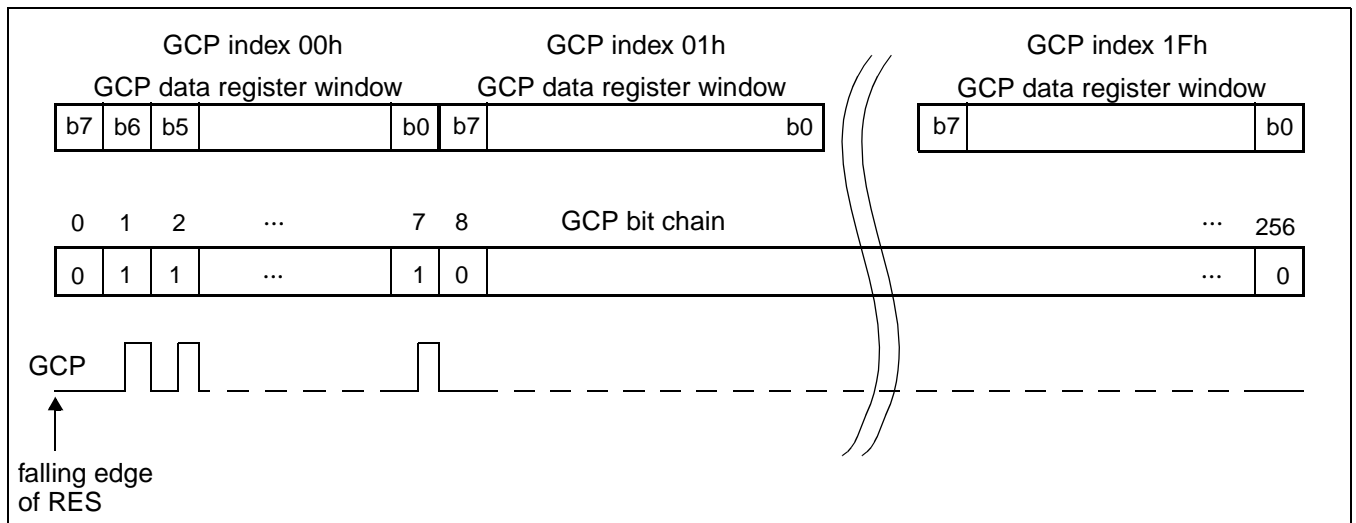 GCP index 00h GCP index 01h GCP index 1Fh
GCP data register window GCP data register window GCP data register window
b7 b6 b5 b0 b7 b0 b7 b0
0 1 2 ... 7 8 GCP bit chain ... 256
0 1 1 ... 1 0 ... 0
GCP
falling edge
of RES